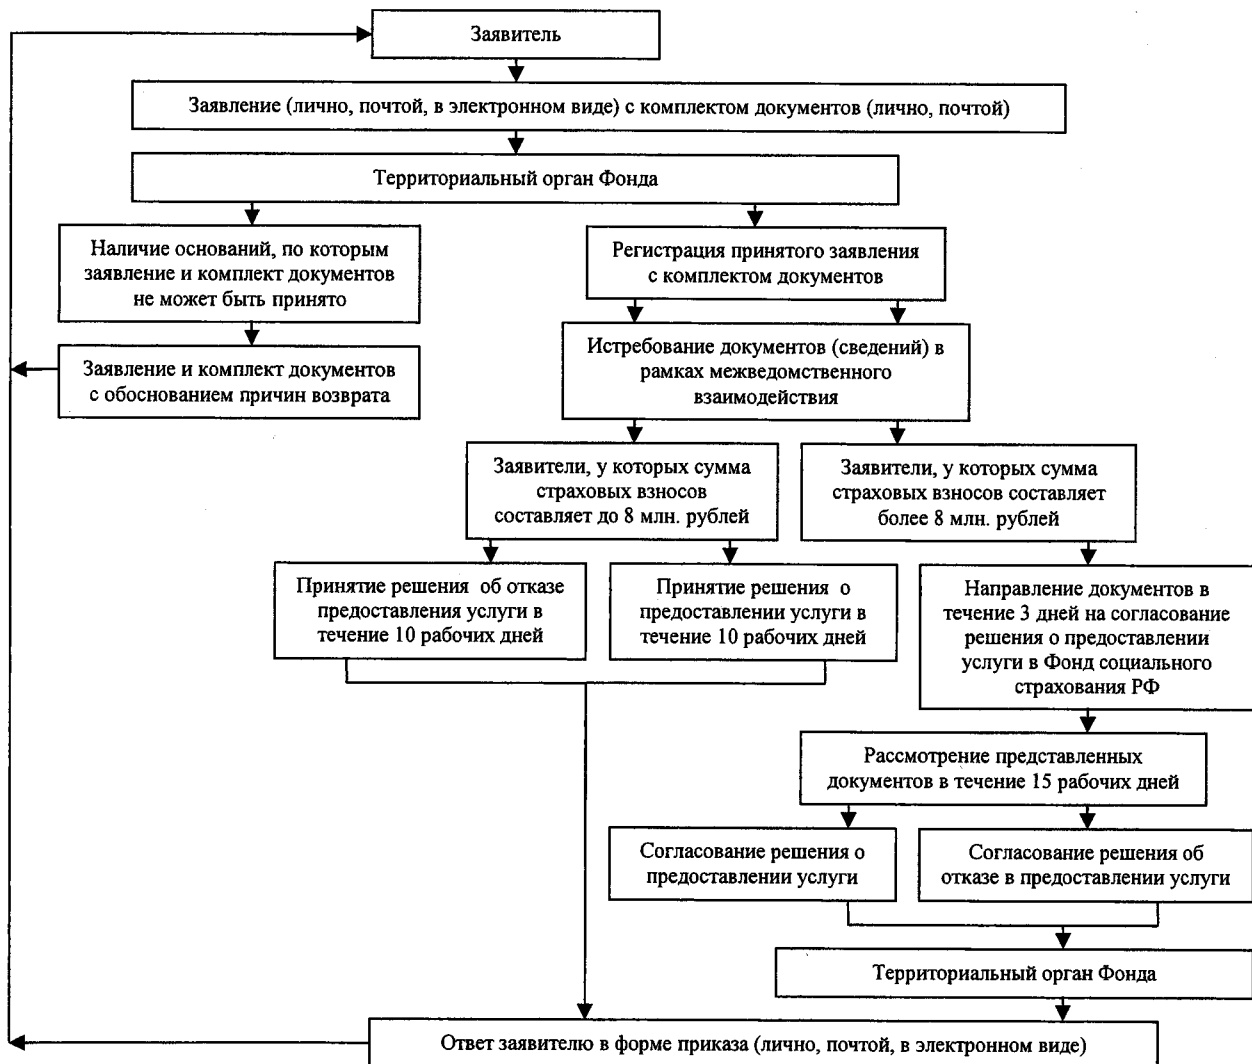 Заявитель
Заявление (лично, почтой, в электронном виде) с комплектом документов (лично, почтой)
Территориальный орган Фонда
Наличие оснований, по которым
заявление и комплект документов
не может быть принято
Регистрация принятого заявления
с комплектом документов
Заявление и комплект документов
с обоснованием причин возврата
Истребование документов (сведений) в
рамках межведомственного
взаимодействия
Заявители, у которых сумма
страховых взносов
составляет до 8 млн. рублей
Заявители, у которых сумма
страховых взносов составляет
более 8 млн. рублей
Принятие решения об отказе
предоставления услуги в
течение 10 рабочих дней
Принятие решения о
предоставлении услуги в
течение 10 рабочих дней
Направление документов в
течение 3 дней на согласование
решения о предоставлении
услуги в Фонд социального
страхования РФ
Рассмотрение представленных
документов в течение 15 рабочих дней
Согласование решения о
предоставлении услуги
Согласование решения об
отказе в предоставлении услуги
Территориальный орган Фонда
Ответ заявителю в форме приказа (лично, почтой, в электронном виде)